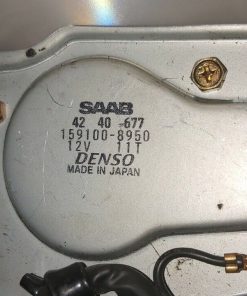 SAAB
42 40 677
159100-8950
12V 11T
DENSO
MADE IN JAPAN